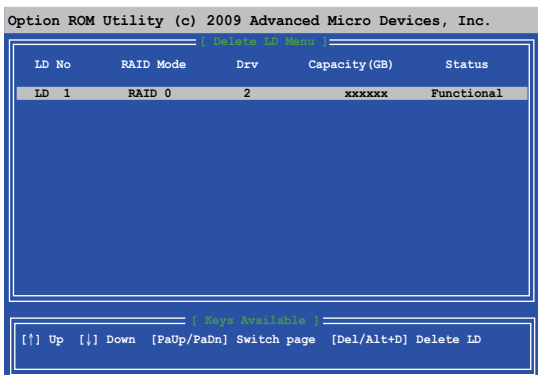 Option ROM Utility (c) 2009 Advanced Micro Devices, Inc.
[ Delete LD Menu ]
LD No RAID Mode Drv Capacity(GB) Status
LD 1 RAID 0 2 xxxxxx Functional
[ Keys Available ]
[↑] Up [↓] Down [PaUp/PaDn] Switch page [Del/Alt+D] Delete LD